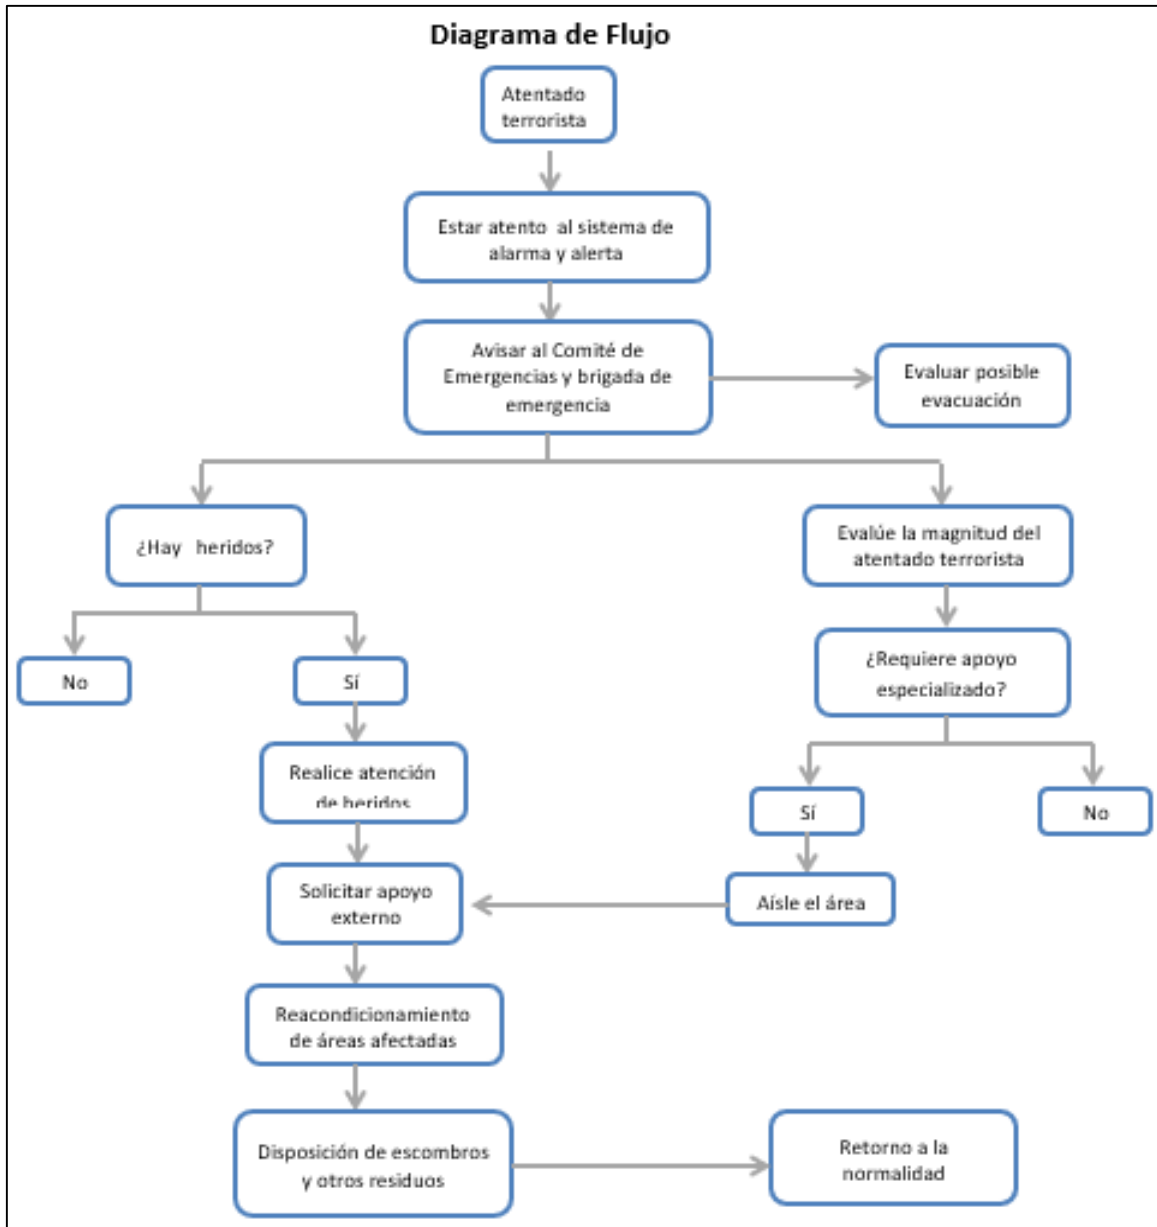 Diagrama de Flujo
Atentado
terrorista
Estar atento al sistema de
alarma y alerta
Avisar al Comité de
Emergencias y brigada de
emergencia
Evaluar posible
evacuación
¿Hay heridos?
Evalúe la magnitud del
atentado terrorista
No
Sí
¿Requiere apoyo
especializado?
Realice atención
de heridos
Sí
No
Solicitar apoyo
externo
Aísle el área
Reacondicionamiento
de áreas afectadas
Disposición de escombros
y otros residuos
Retorno a la
normalidad